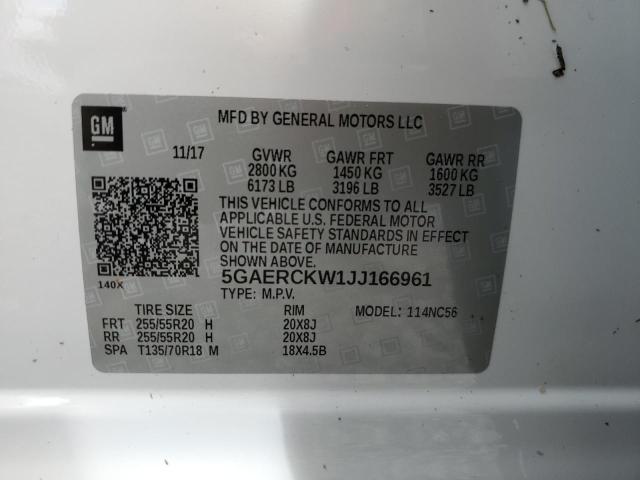 GM
MFD BY GENERAL MOTORS LLC
11/17 GVWR GAWR FRT GAWR RR
2800 KG 1450 KG 1600 KG
6173 LB 3196 LB 3527 LB
THIS VEHICLE CONFORMS TO ALL
APPLICABLE U.S. FEDERAL MOTOR
VEHICLE SAFETY STANDARDS IN EFFECT
ON THE DATE OF MANUFACTURE
SHOWN ABOVE.
140X
5GAERCKW1JJ166961
TYPE: M.P.V.
TIRE SIZE RIM MODEL: 114NC56
FRT 255/55R20 H 20X8J
RR 255/55R20 H 20X8J
SPA T135/70R18 M 18X4.5B